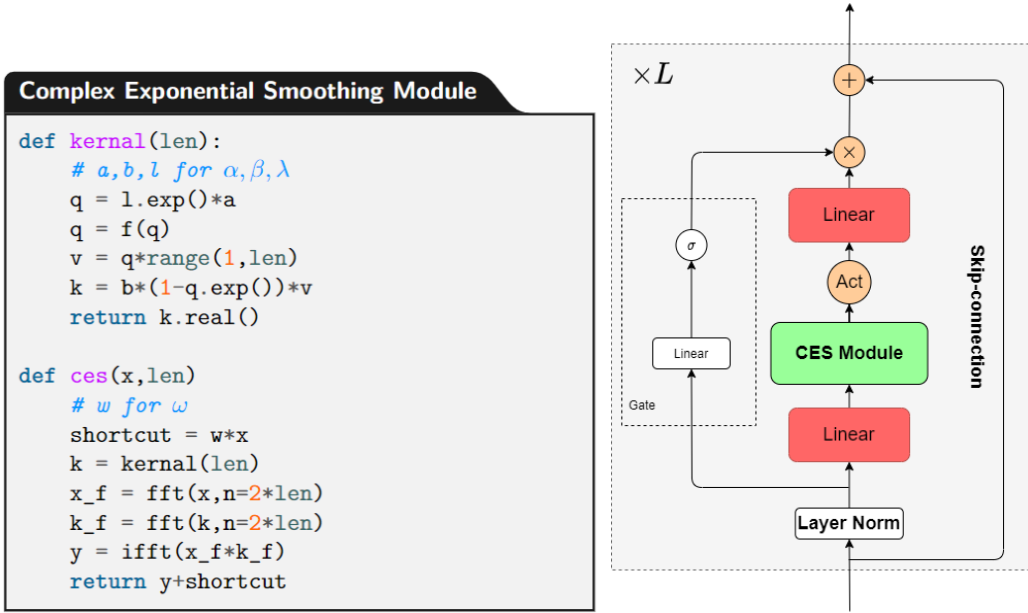 Complex Exponential Smoothing Module
def kernal(len):
# a,b,l for α,β,λ
q = l.exp()*a
q = f(q)
v = q*range(1,len)
k = b*(1-q.exp())*v
return k.real()
def ces(x,len)
# w for ω
shortcut = w*x
k = kernal(len)
x_f = fft(x,n=2*len)
k_f = fft(k,n=2*len)
y = ifft(x_f*k_f)
return y+shortcut
×L
+
×
Linear
σ
Act
Skip-connection
Linear
CES Module
Gate
Linear
Layer Norm